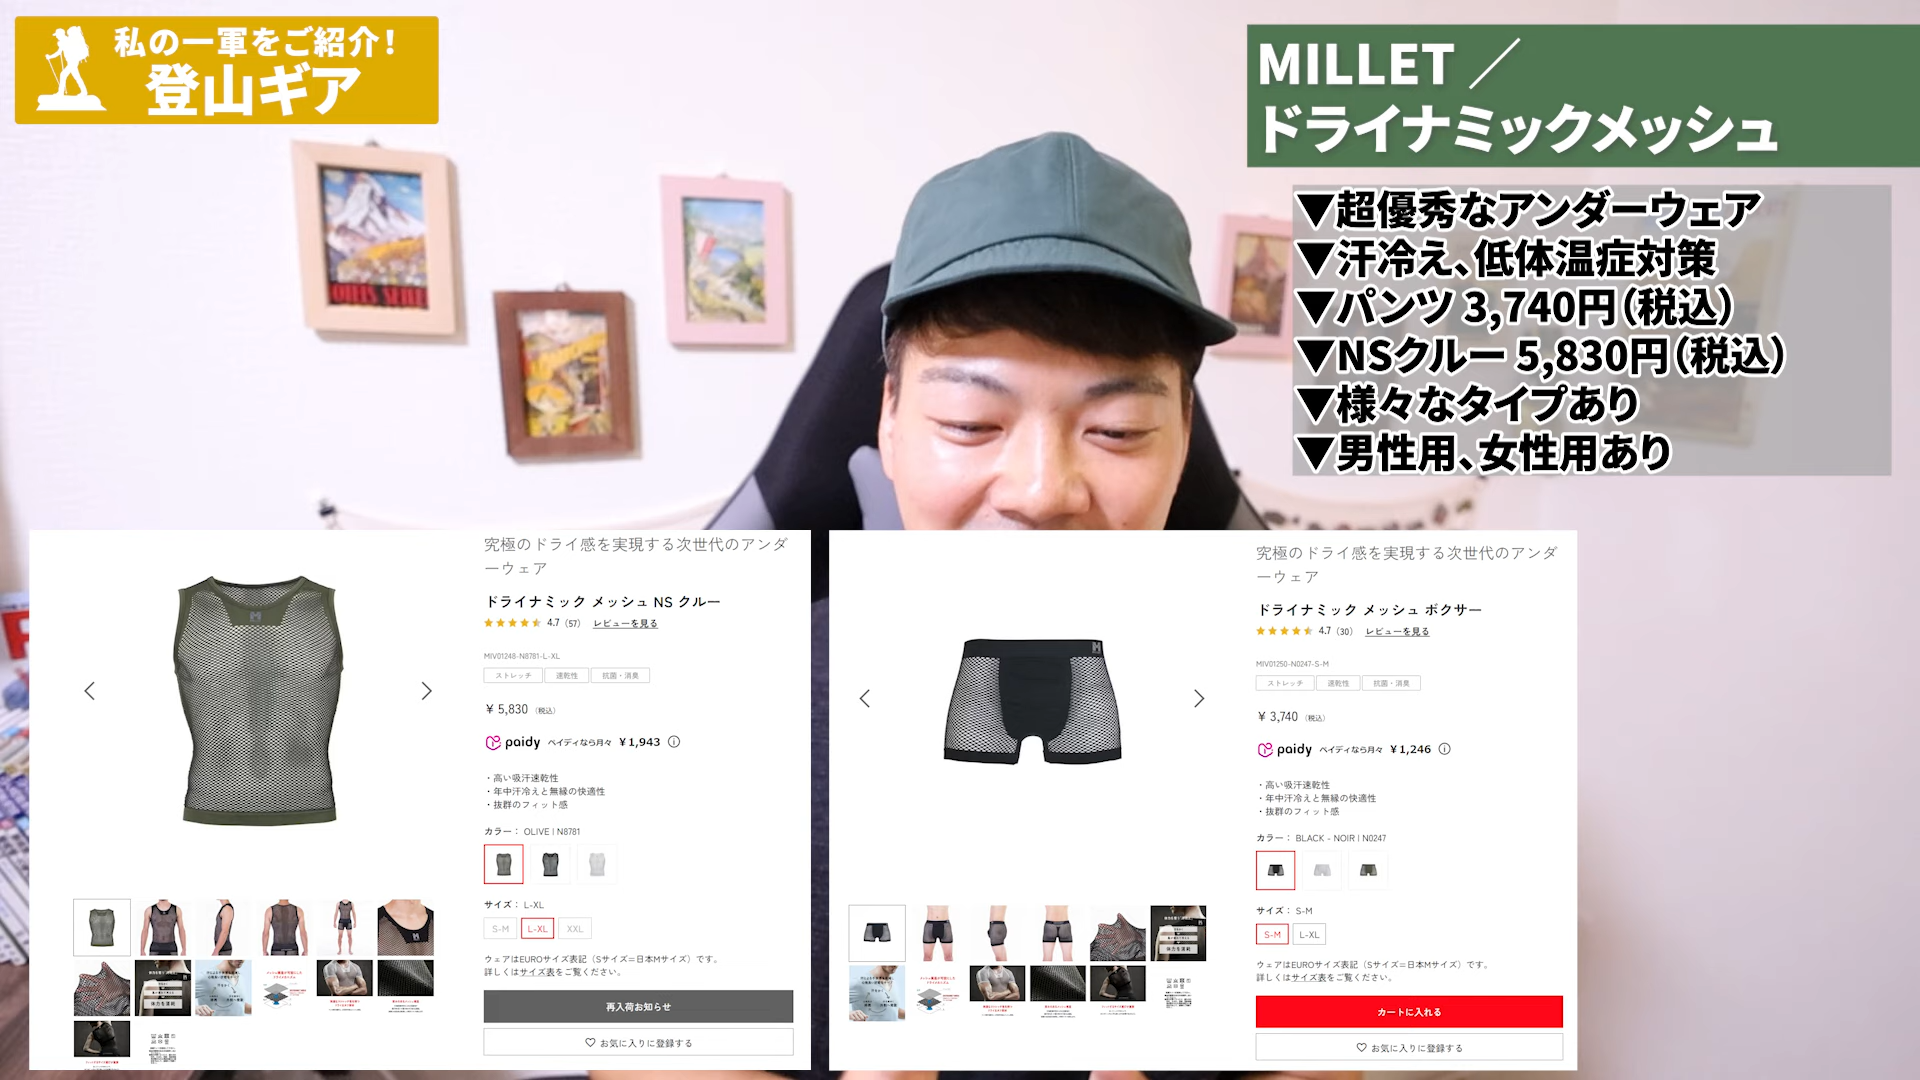 私の一軍をご紹介！
登山ギア
MILLET ／
ドライナミックメッシュ
▼超優秀なアンダーウェア
▼汗冷え、低体温症対策
▼パンツ 3,740円（税込）
▼NSクルー 5,830円（税込）
▼様々なタイプあり
▼男性用、女性用あり
究極のドライ感を実現する次世代のアンダ
ーウェア
ドライナミック メッシュ NS クルー
4.7 (57) レビューを見る
MIV01248-N8781-L-XL
ストレッチ 速乾性 抗菌・消臭
¥ 5,830 （税込）
paidy ペイディなら月々 ¥1,943
・高い吸汗速乾性
・年中汗冷えと無縁の快適性
・抜群のフィット感
カラー： OLIVE | N8781
サイズ： L-XL
S-M L-XL XXL
ウェアはEUROサイズ表記（Sサイズ＝日本Mサイズ）です。
詳しくはサイズ表をご覧ください。
再入荷お知らせ
お気に入りに登録する
究極のドライ感を実現する次世代のアンダ
ーウェア
ドライナミック メッシュ ボクサー
4.7 (30) レビューを見る
MIV01250-N0247-S-M
ストレッチ 速乾性 抗菌・消臭
¥ 3,740 （税込）
paidy ペイディなら月々 ¥1,246
・高い吸汗速乾性
・年中汗冷えと無縁の快適性
・抜群のフィット感
カラー： BLACK - NOIR | N0247
サイズ： S-M
S-M L-XL
ウェアはEUROサイズ表記（Sサイズ＝日本Mサイズ）です。
詳しくはサイズ表をご覧ください。
カートに入れる
お気に入りに登録する